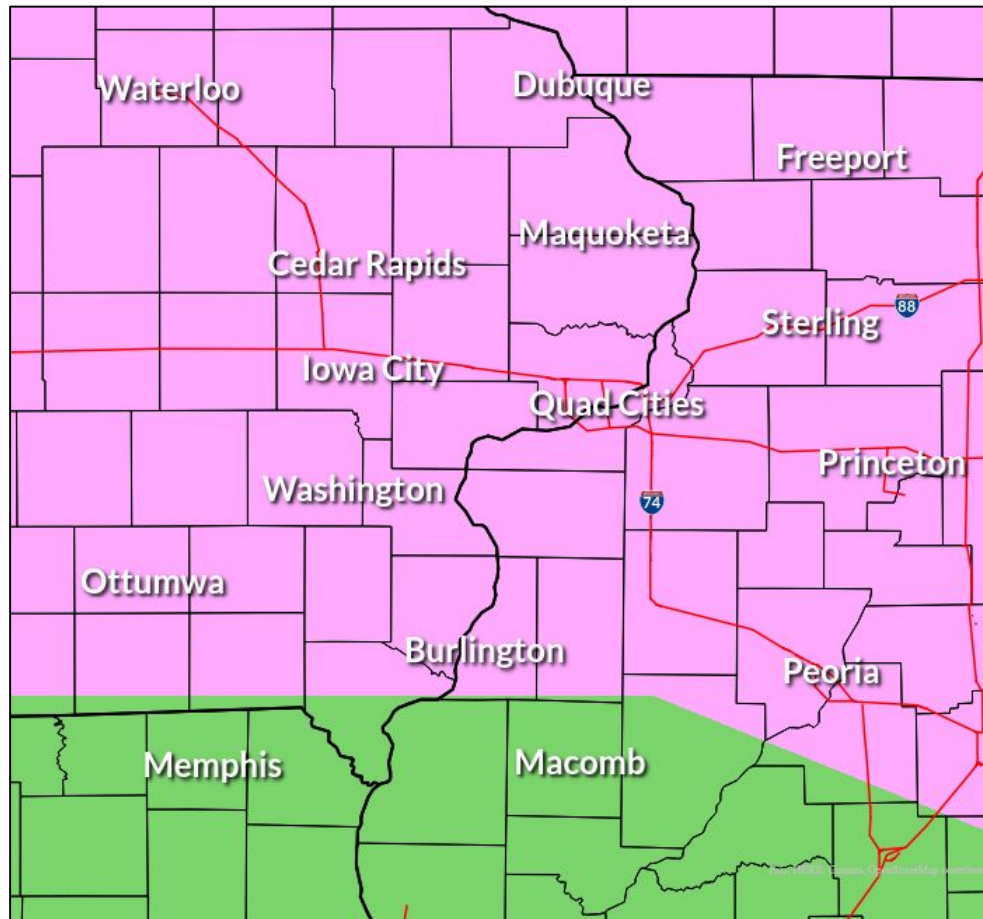 Waterloo
Dubuque
Freeport
Maquoketa
Cedar Rapids
88
Sterling
Iowa City
Quad Cities
Princeton
Washington
74
Ottumwa
Burlington
Peoria
Memphis
Macomb